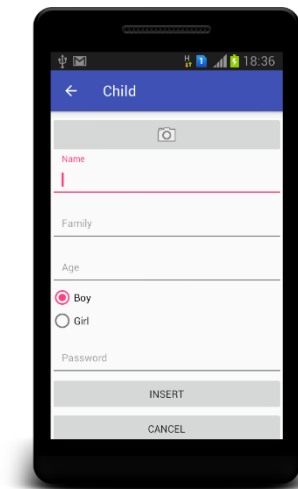 18:36
Child
Name
Family
Age
Boy
Girl
Password
INSERT
CANCEL